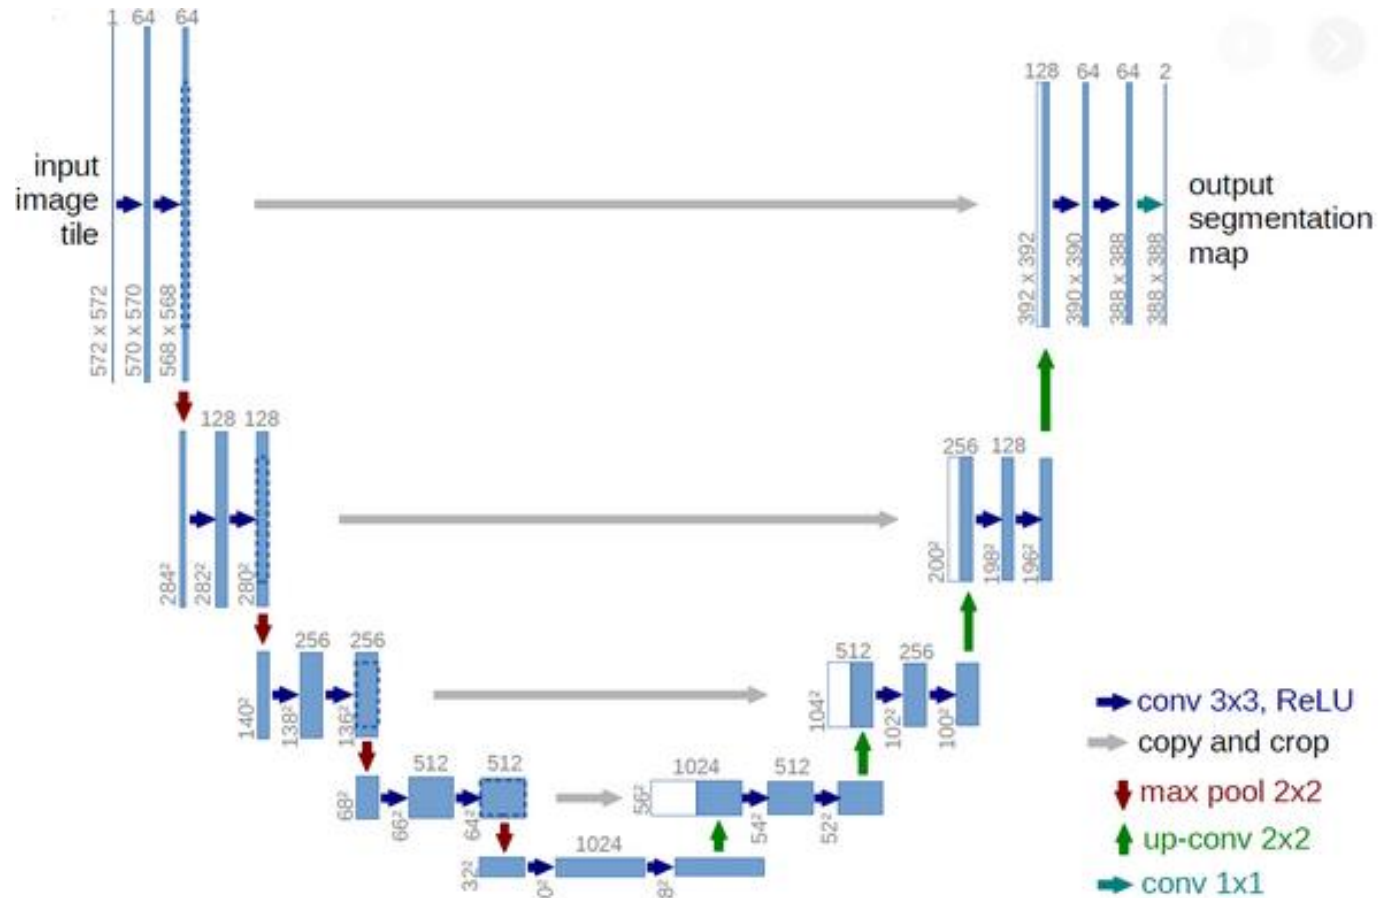 1 64 64
128 64 64 2
input
image
tile
output
segmentation
map
572 x 572
570 x 570
568 x 568
392 x 392
390 x 390
388 x 388
388 x 388
128 128
256 128
284²
282²
280²
200²
198²
196²
256 256
512 256
140²
138²
136²
104²
102²
100²
512 512
1024 512
68²
66²
64²
56²
54²
52²
1024
32²
0²
8²
conv 3x3, ReLU
copy and crop
max pool 2x2
up-conv 2x2
conv 1x1